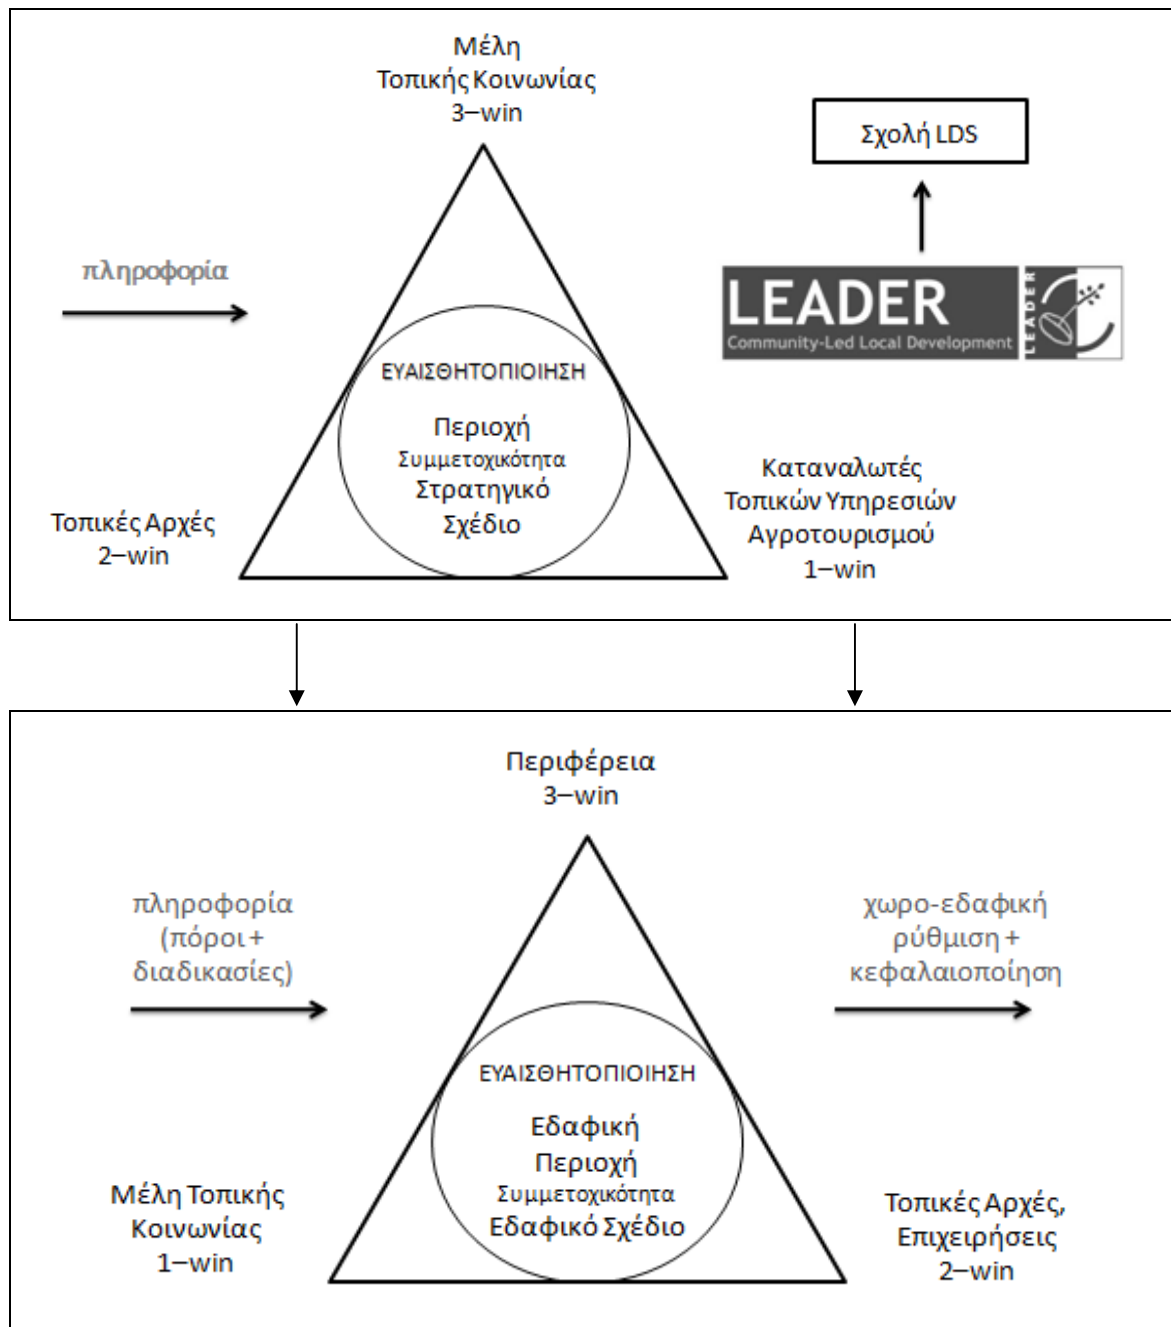 Μέλη
Τοπικής Κοινωνίας
3–win
Σχολή LDS
πληροφορία
LEADER
Community-Led Local Development
LEADER
ΕΥΑΙΣΘΗΤΟΠΙΟΙΗΣΗ
Περιοχή
Συμμετοχικότητα
Στρατηγικό
Σχέδιο
Τοπικές Αρχές
2–win
Καταναλωτές
Τοπικών Υπηρεσιών
Αγροτουρισμού
1–win
Περιφέρεια
3–win
πληροφορία
(πόροι +
διαδικασίες)
χωρο-εδαφική
ρύθμιση +
κεφαλαιοποίηση
ΕΥΑΙΣΘΗΤΟΠΙΟΙΗΣΗ
Εδαφική
Περιοχή
Συμμετοχικότητα
Εδαφικό Σχέδιο
Μέλη Τοπικής
Κοινωνίας
1–win
Τοπικές Αρχές,
Επιχειρήσεις
2–win